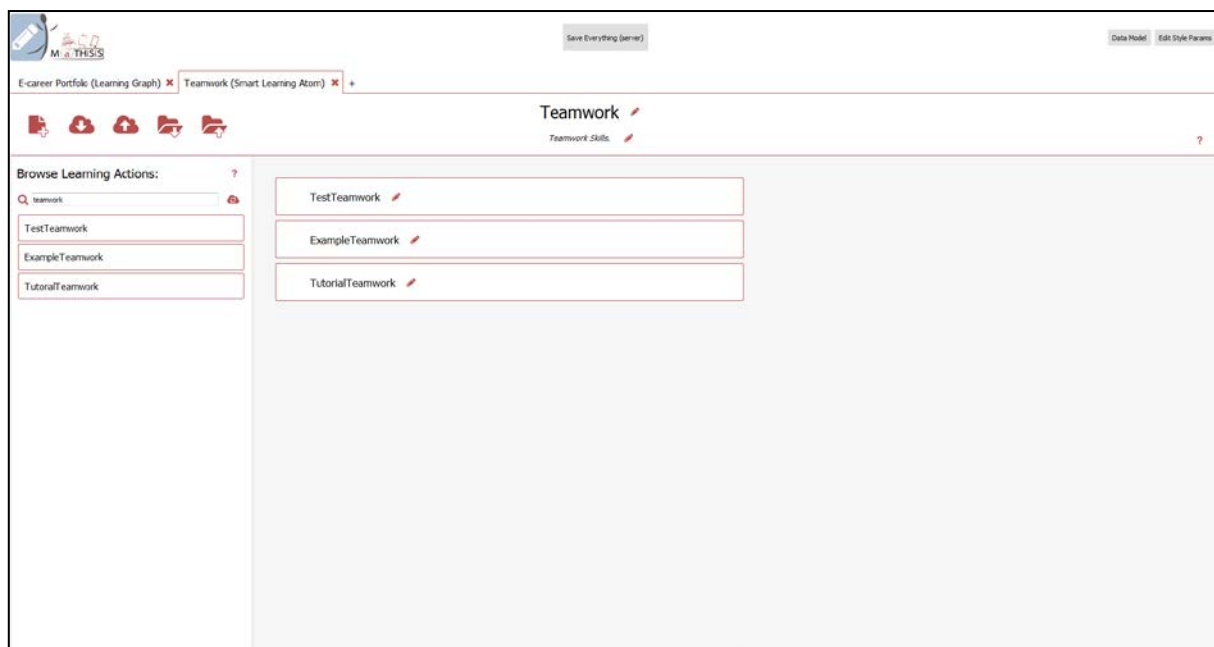 MaTHiSiS
Save Everything (server)
Data Model
Edit Style Params
E-career Portfolio (Learning Graph) ✖
Teamwork (Smart Learning Atom) ✖
+
Teamwork
Teamwork Skills.
?
Browse Learning Actions:
?
teamwork
TestTeamwork
ExampleTeamwork
TutoralTeamwork
TestTeamwork
ExampleTeamwork
TutorialTeamwork